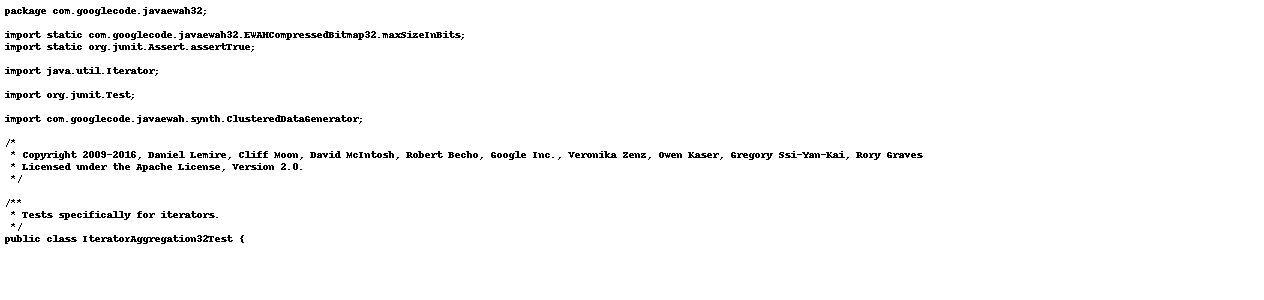 package com.googlecode.javaewah32;

import static com.googlecode.javaewah32.EWAHCompressedBitmap32.maxSizeInBits;
import static org.junit.Assert.assertTrue;

import java.util.Iterator;

import org.junit.Test;

import com.googlecode.javaewah.synth.ClusteredDataGenerator;

/*
 * Copyright 2009-2016, Daniel Lemire, Cliff Moon, David McIntosh, Robert Becho, Google Inc., Veronika Zenz, Owen Kaser, Gregory Ssi-Yan-Kai, Rory Graves
 * Licensed under the Apache License, Version 2.0.
 */

/**
 * Tests specifically for iterators.
 */
public class IteratorAggregation32Test {